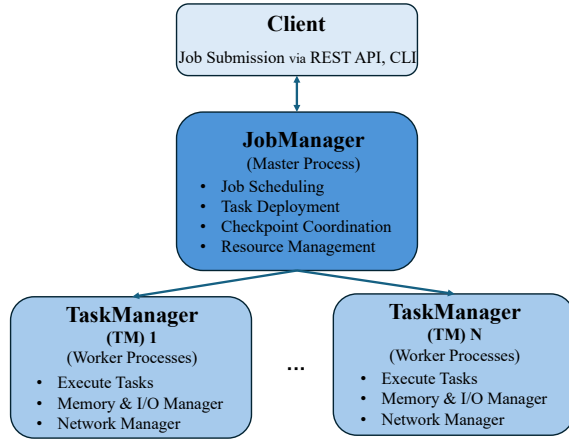 Client
Job Submission via REST API, CLI
JobManager
(Master Process)
• Job Scheduling
• Task Deployment
• Checkpoint Coordination
• Resource Management
TaskManager
(TM) 1
(Worker Processes)
• Execute Tasks
• Memory & I/O Manager
• Network Manager
...
TaskManager
(TM) N
(Worker Processes)
• Execute Tasks
• Memory & I/O Manager
• Network Manager